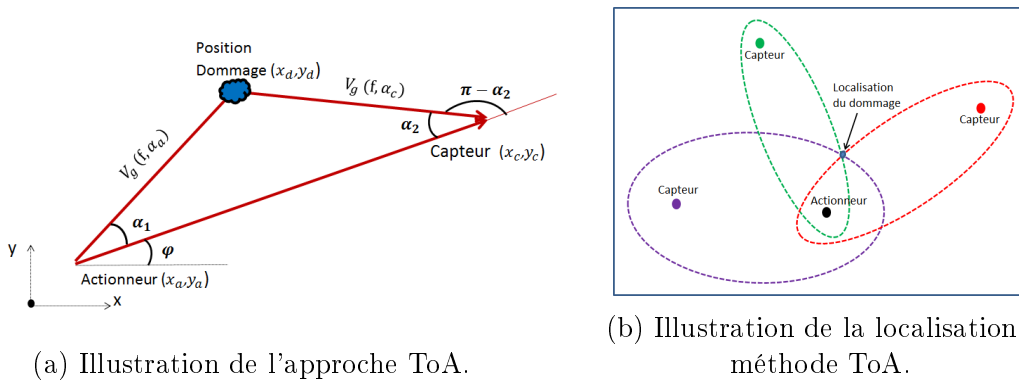 Position
Dommage (x_d,y_d)
V_g (f, α_c)
π − α_2
α_2
Capteur (x_c,y_c)
V_g (f, α_a)
α_1
φ
Actionneur (x_a,y_a)
y
x
(a) Illustration de l'approche ToA.
Capteur
Localisation
du dommage
Capteur
Capteur
Actionneur
(b) Illustration de la localisation
méthode ToA.